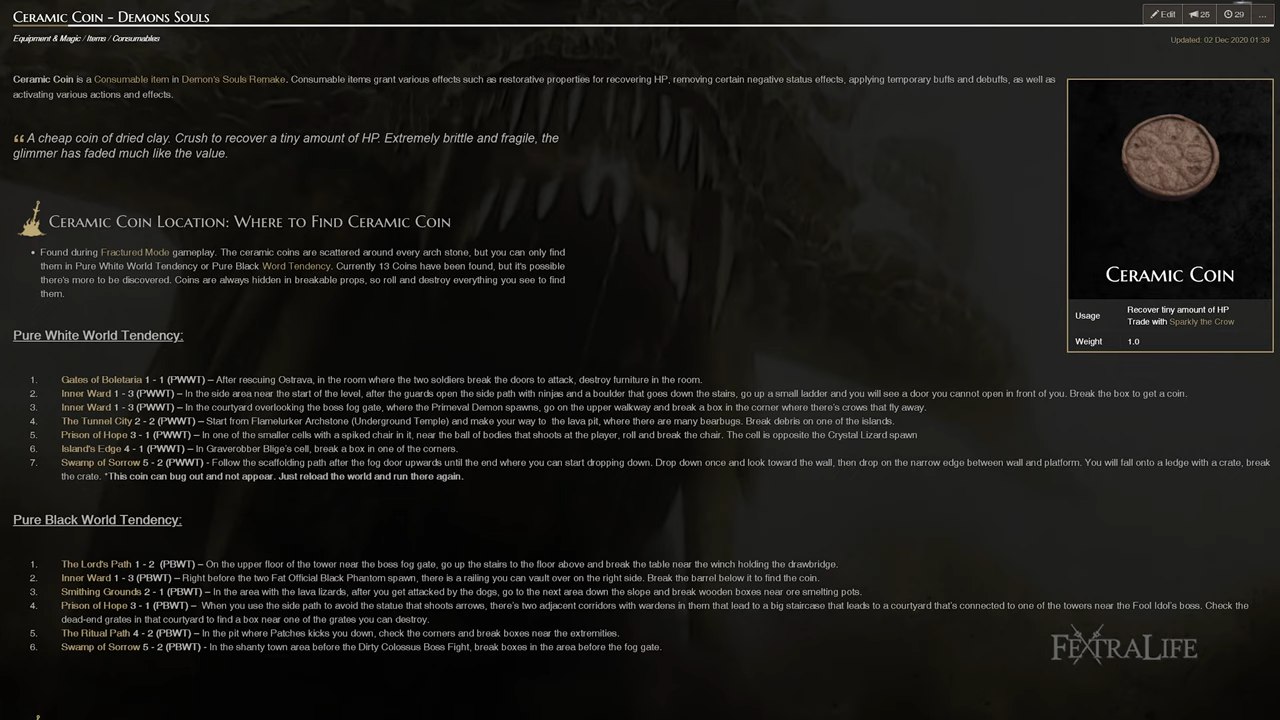 Ceramic Coin - Demons Souls
Edit
25
29
...
Equipment & Magic / Items / Consumables
Updated: 02 Dec 2020 01:39
Ceramic Coin is a Consumable item in Demon's Souls Remake. Consumable items grant various effects such as restorative properties for recovering HP, removing certain negative status effects, applying temporary buffs and debuffs, as well as
activating various actions and effects.
A cheap coin of dried clay. Crush to recover a tiny amount of HP. Extremely brittle and fragile, the
glimmer has faded much like the value.
Ceramic Coin
Usage
Recover tiny amount of HP
Trade with Sparkly the Crow
Weight 1.0
Ceramic Coin Location: Where to Find Ceramic Coin
• Found during Fractured Mode gameplay. The ceramic coins are scattered around every arch stone, but you can only find
them in Pure White World Tendency or Pure Black Word Tendency. Currently 13 Coins have been found, but it's possible
there's more to be discovered. Coins are always hidden in breakable props, so roll and destroy everything you see to find
them.
Pure White World Tendency:
1. Gates of Boletaria 1 - 1 (PWWT) – After rescuing Ostrava, in the room where the two soldiers break the doors to attack, destroy furniture in the room.
2. Inner Ward 1 - 3 (PWWT) – In the side area near the start of the level, after the guards open the side path with ninjas and a boulder that goes down the stairs, go up a small ladder and you will see a door you cannot open in front of you. Break the box to get a coin.
3. Inner Ward 1 - 3 (PWWT) – In the courtyard overlooking the boss fog gate, where the Primeval Demon spawns, go on the upper walkway and break a box in the corner where there's crows that fly away.
4. The Tunnel City 2 - 2 (PWWT) – Start from Flamelurker Archstone (Underground Temple) and make your way to the lava pit, where there are many bearbugs. Break debris on one of the islands.
5. Prison of Hope 3 - 1 (PWWT) – In one of the smaller cells with a spiked chair in it, near the ball of bodies that shoots at the player, roll and break the chair. The cell is opposite the Crystal Lizard spawn
6. Island's Edge 4 - 1 (PWWT) – In Graverobber Blige's cell, break a box in one of the corners.
7. Swamp of Sorrow 5 - 2 (PWWT) - Follow the scaffolding path after the fog door upwards until the end where you can start dropping down. Drop down once and look toward the wall, then drop on the narrow edge between wall and platform. You will fall onto a ledge with a crate, break
the crate. *This coin can bug out and not appear. Just reload the world and run there again.
Pure Black World Tendency:
1. The Lord's Path 1 - 2 (PBWT) – On the upper floor of the tower near the boss fog gate, go up the stairs to the floor above and break the table near the winch holding the drawbridge.
2. Inner Ward 1 - 3 (PBWT) – Right before the two Fat Official Black Phantom spawn, there is a railing you can vault over on the right side. Break the barrel below it to find the coin.
3. Smithing Grounds 2 - 1 (PBWT) – In the area with the lava lizards, after you get attacked by the dogs, go to the next area down the slope and break wooden boxes near ore smelting pots.
4. Prison of Hope 3 - 1 (PBWT) – When you use the side path to avoid the statue that shoots arrows, there's two adjacent corridors with wardens in them that lead to a big staircase that leads to a courtyard that's connected to one of the towers near the Fool Idol's boss. Check the
dead-end grates in that courtyard to find a box near one of the grates you can destroy.
5. The Ritual Path 4 - 2 (PBWT) – In the pit where Patches kicks you down, check the corners and break boxes near the extremities.
6. Swamp of Sorrow 5 - 2 (PBWT) - In the shanty town area before the Dirty Colossus Boss Fight, break boxes in the area before the fog gate.
FextraLife